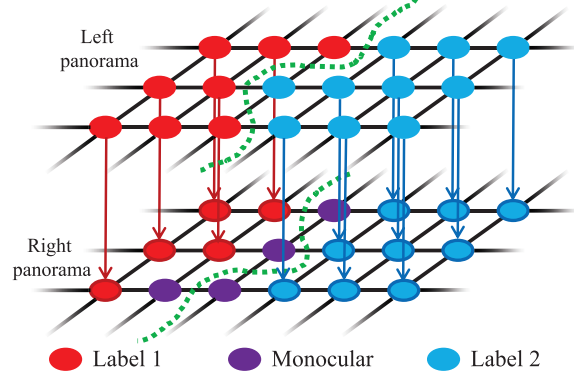 Left
panorama
Right
panorama
Label 1
Monocular
Label 2